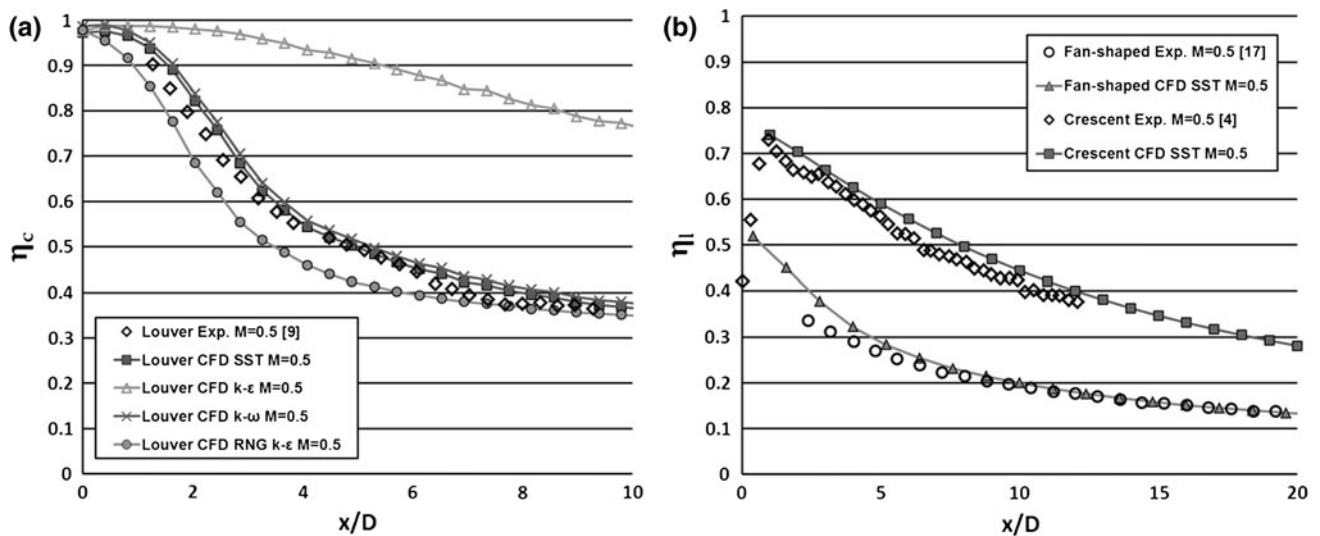 (a)
1
0.9
0.8
0.7
0.6
0.5
0.4
0.3
0.2
0.1
0
ηc
Louver Exp. M=0.5 [9]
Louver CFD SST M=0.5
Louver CFD k-ε M=0.5
Louver CFD k-ω M=0.5
Louver CFD RNG k-ε M=0.5
0 2 4 6 8 10
x/D
(b)
1
0.9
0.8
0.7
0.6
0.5
0.4
0.3
0.2
0.1
0
ηl
Fan-shaped Exp. M=0.5 [17]
Fan-shaped CFD SST M=0.5
Crescent Exp. M=0.5 [4]
Crescent CFD SST M=0.5
0 5 10 15 20
x/D